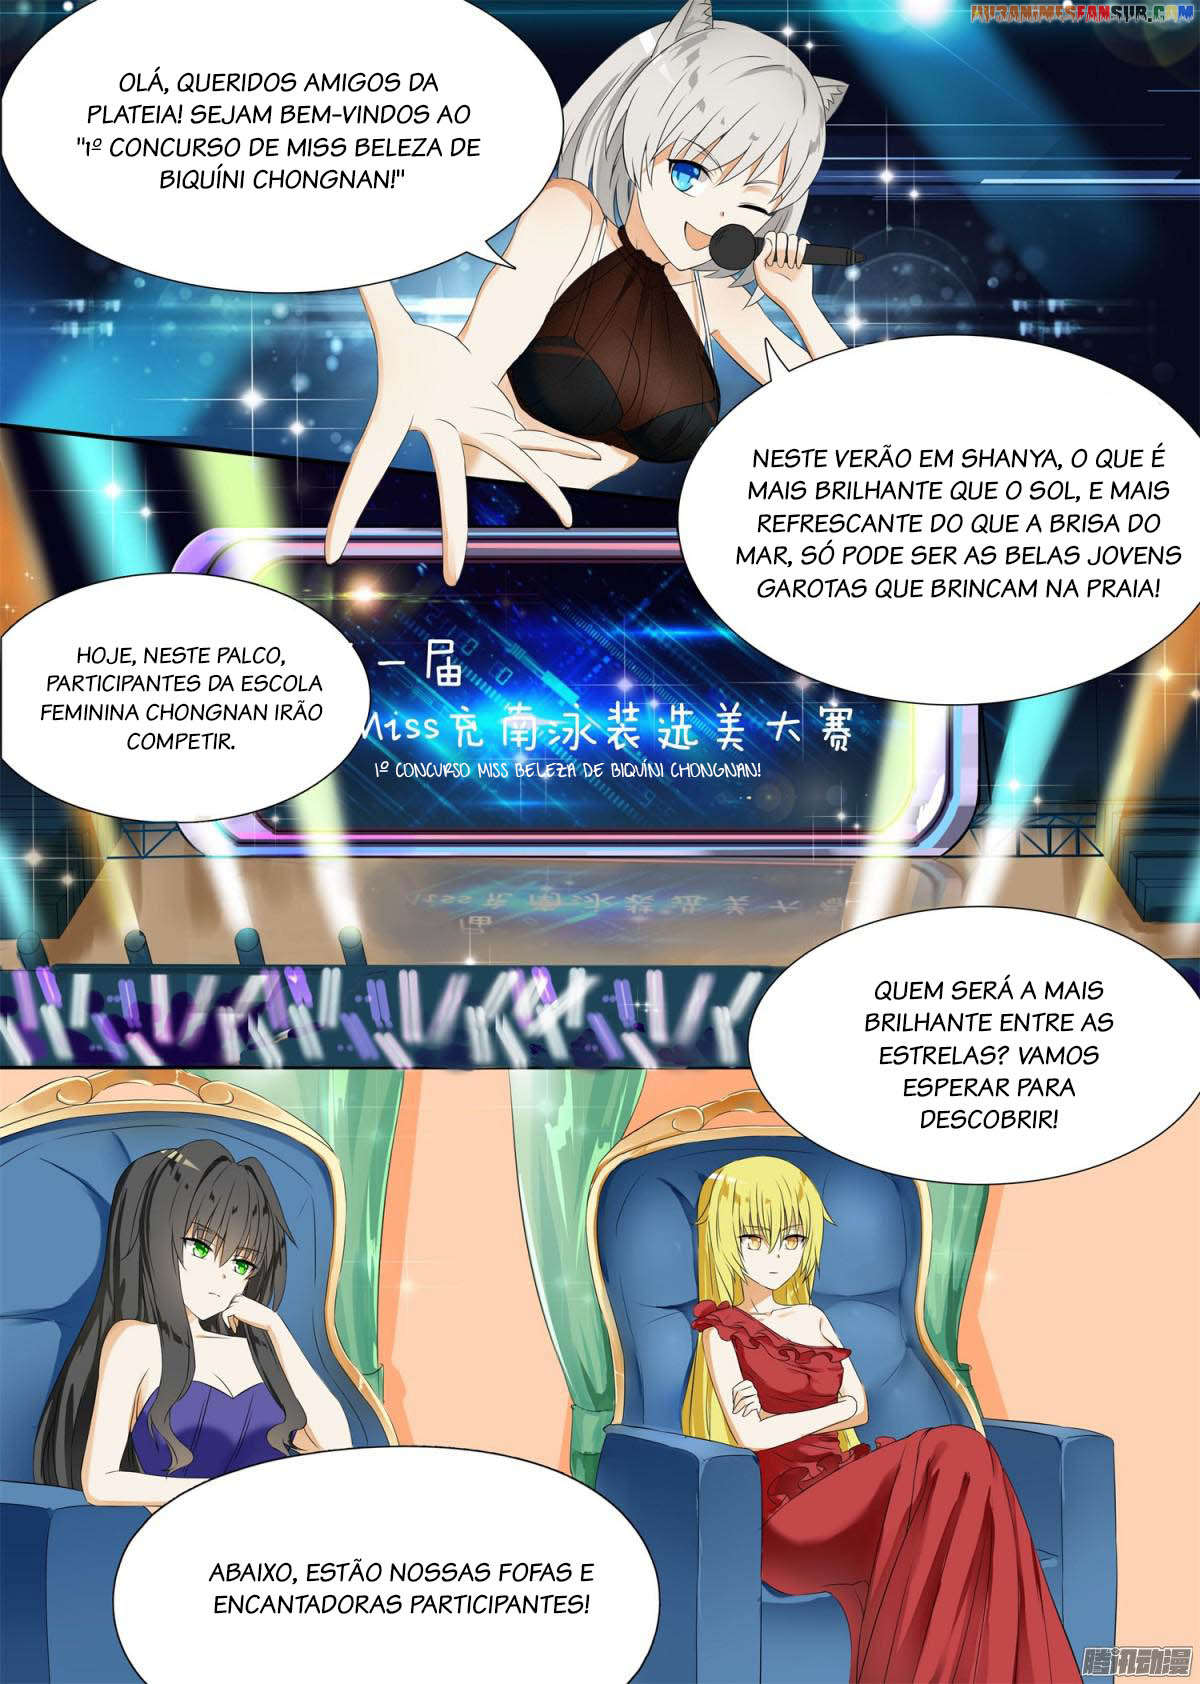 HUZANIMESFANSUB.COM
OLÁ, QUERIDOS AMIGOS DA
PLATEIA! SEJAM BEM-VINDOS AO
"1º CONCURSO DE MISS BELEZA DE
BIQUÍNI CHONGNAN!"
NESTE VERÃO EM SHANYA, O QUE É
MAIS BRILHANTE QUE O SOL, E MAIS
REFRESCANTE DO QUE A BRISA DO
MAR, SÓ PODE SER AS BELAS JOVENS
GAROTAS QUE BRINCAM NA PRAIA!
HOJE, NESTE PALCO,
PARTICIPANTES DA ESCOLA
FEMININA CHONGNAN IRÃO
COMPETIR.
一届
Miss充南泳装选美大赛
1º CONCURSO MISS BELEZA DE BIQUÍNI CHONGNAN!
QUEM SERÁ A MAIS
BRILHANTE ENTRE AS
ESTRELAS? VAMOS
ESPERAR PARA
DESCOBRIR!
ABAIXO, ESTÃO NOSSAS FOFAS E
ENCANTADORAS PARTICIPANTES!
腾讯动漫